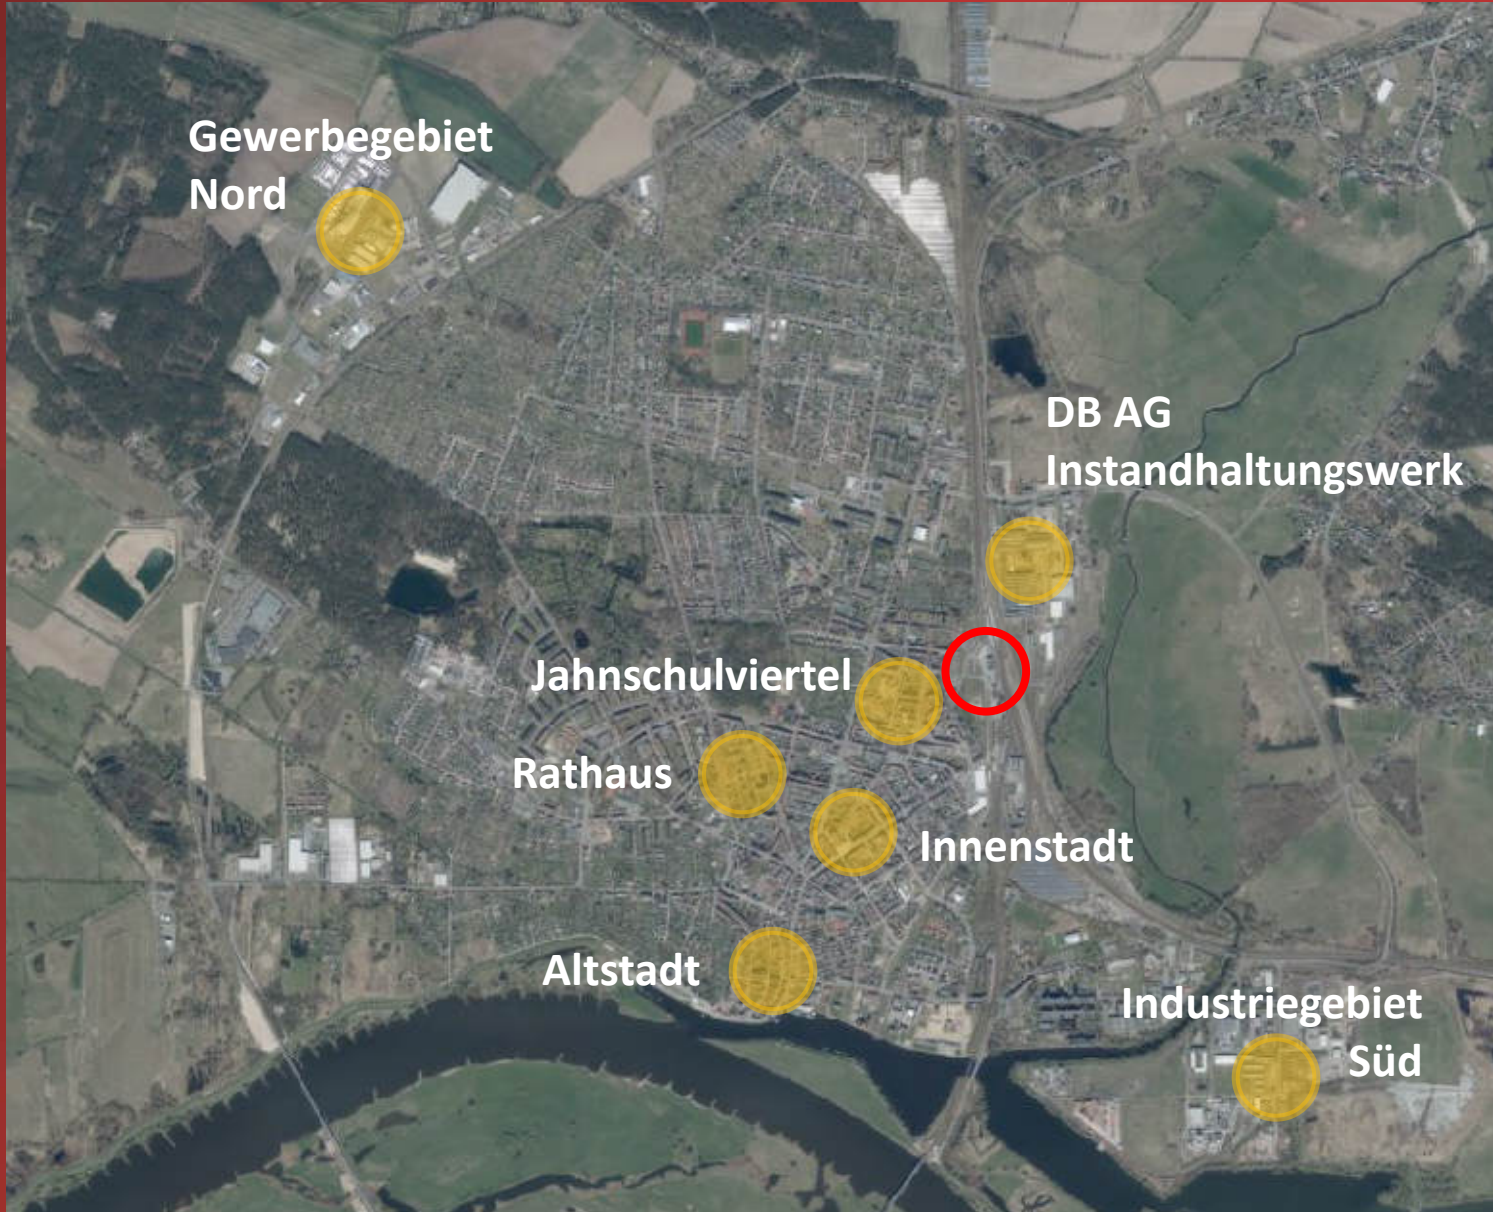 Gewerbegebiet
Nord
DB AG
Instandhaltungswerk
Jahnschulviertel
Rathaus
Innenstadt
Altstadt
Industriegebiet
Süd